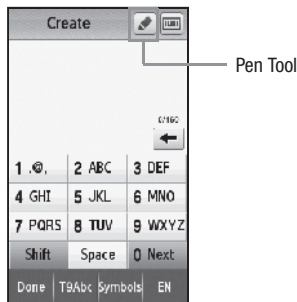 Create
Pen Tool
0/160
1 .@, 2 ABC 3 DEF
4 GHI 5 JKL 6 MNO
7 PQRS 8 TUV 9 WXYZ
Shift Space 0 Next
Done T9Abc Symbols EN